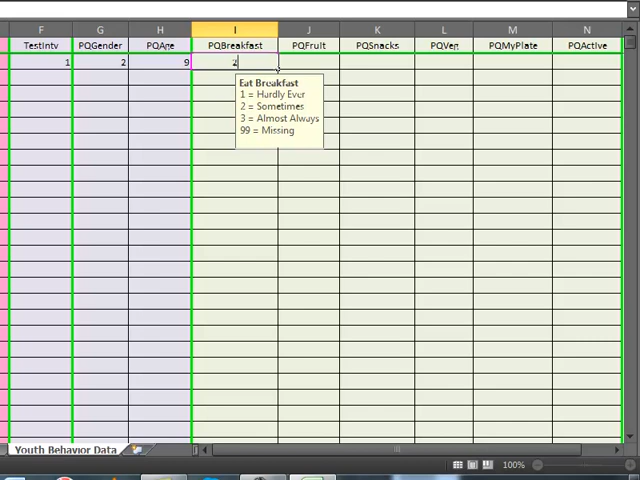 F G H I J K L M N
TestIntv PQGender PQAge PQBreakfast PQFruit PQSnacks PQVeg PQMyPlate PQActive
1 2 9 2
Eat Breakfast
1 = Hardly Ever
2 = Sometimes
3 = Almost Always
99 = Missing
Youth Behavior Data
100%